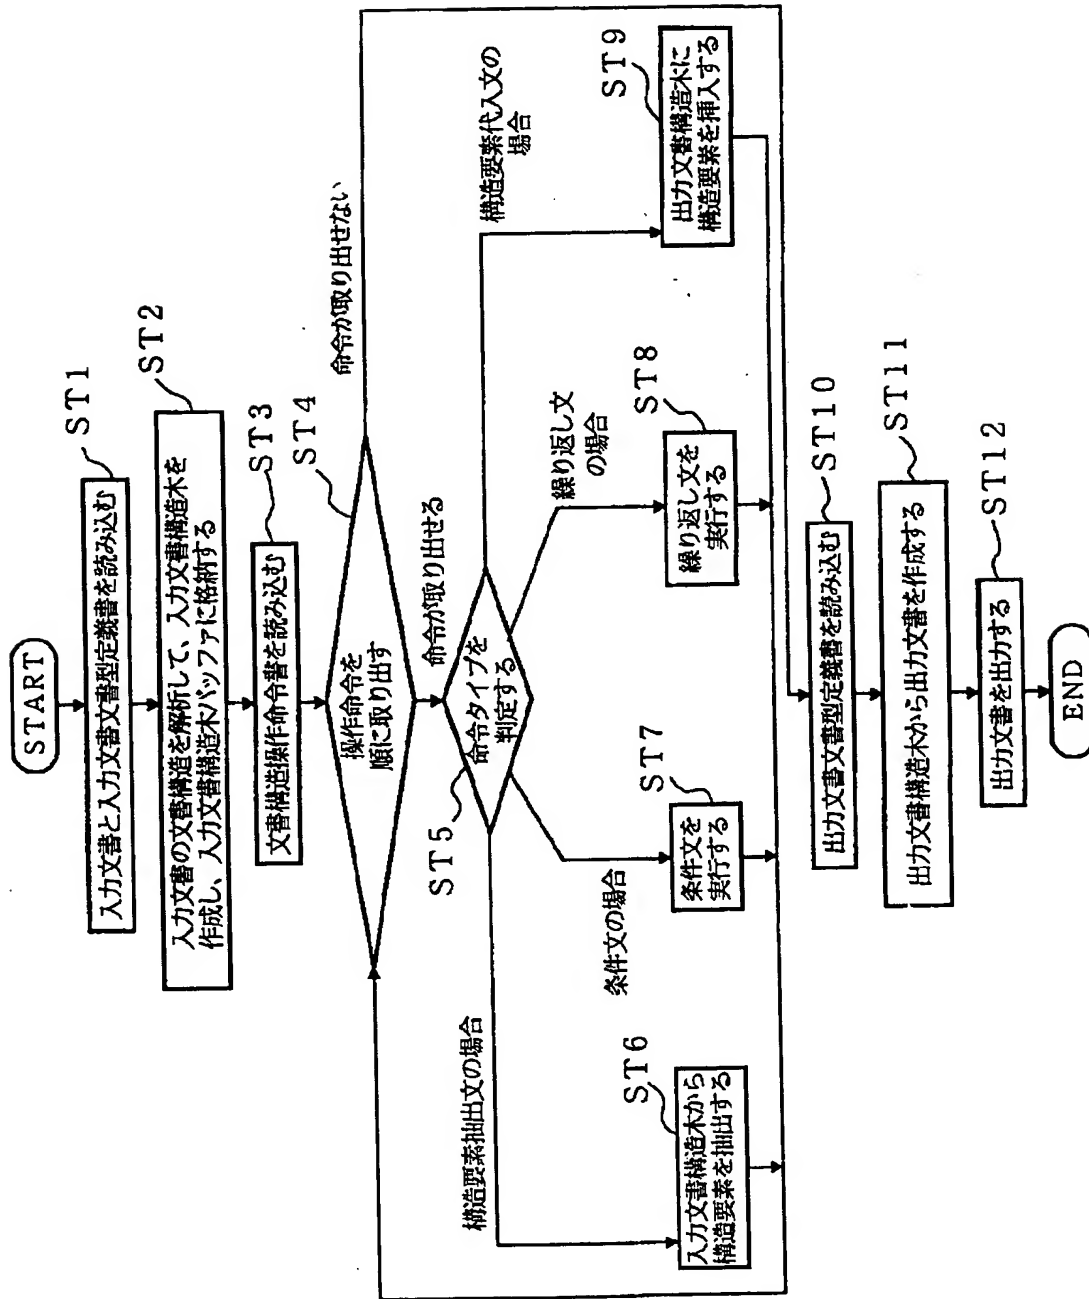 START
ST1
入力文書と入力文書文書型定義書を読み込む
ST2
入力文書の文書構造を解析して、入力文書構造木を
作成し、入力文書構造木バッファに格納する
ST3
文書構造操作命令書を読み込む
ST4
操作命令を
順に取り出す
命令が取り出せない
命令が取り出せる
ST5
命令タイプを
判定する
構造要素抽出文の場合
条件文の場合
繰り返し文
の場合
構造要素代入文の
場合
ST6
入力文書構造木から
構造要素を抽出する
ST7
条件文を
実行する
ST8
繰り返し文を
実行する
ST9
出力文書構造木に
構造要素を挿入する
ST10
出力文書文書型定義書を読み込む
ST11
出力文書構造木から出力文書を作成する
ST12
出力文書を出力する
END